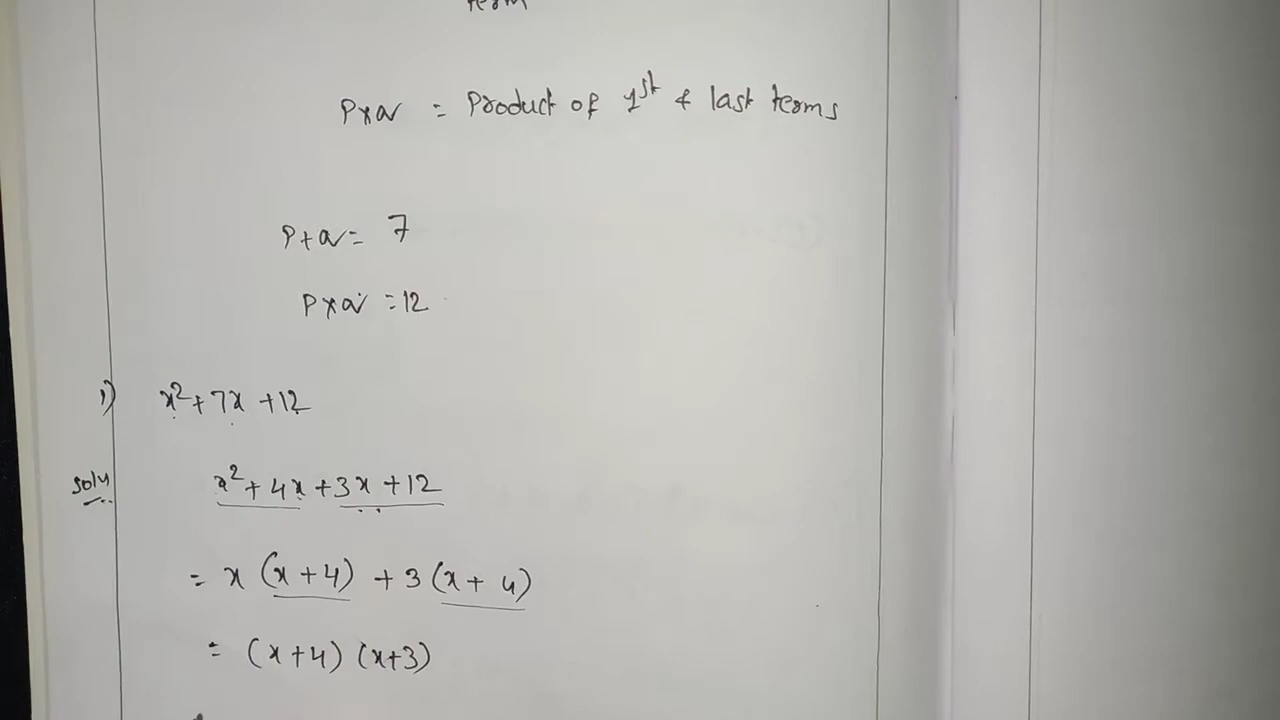 term
P×q = Product of 1st & last terms
P+q = 7
P×q = 12
1) x²+7x+12
Soln x²+4x+3x+12
= x (x+4) +3 (x+4)
= (x+4) (x+3)